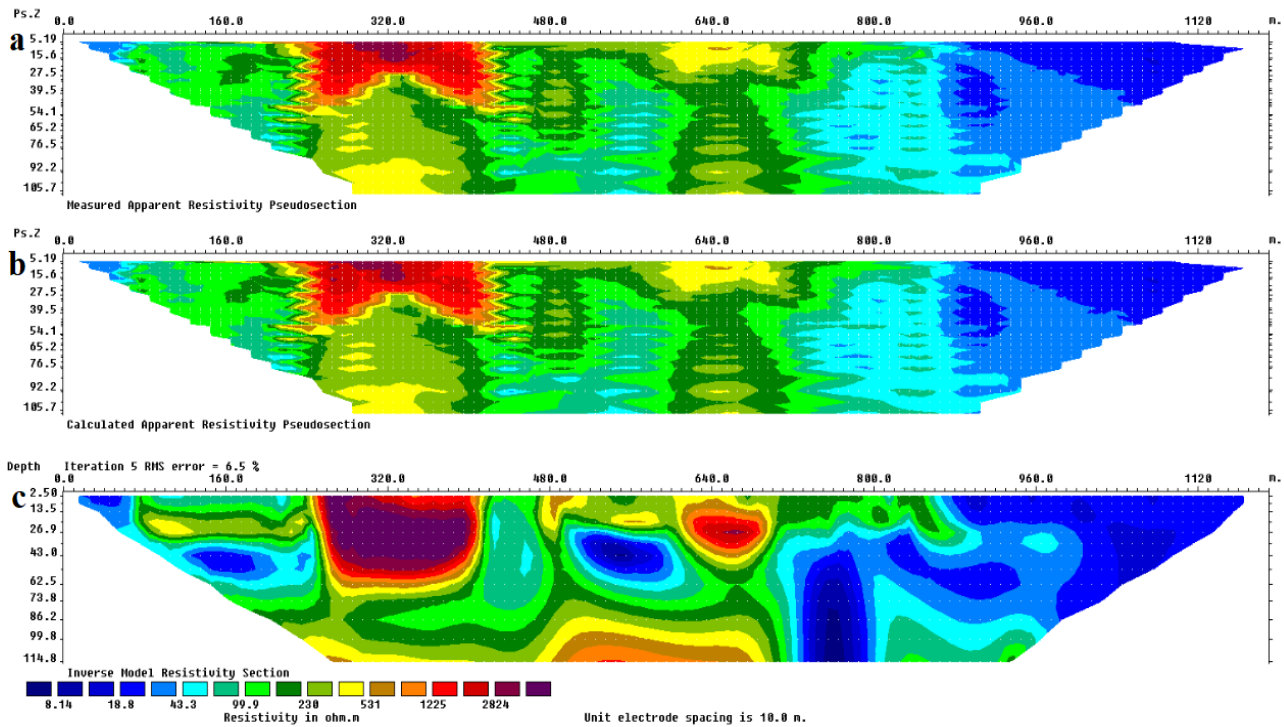 Ps.Z 0.0 160.0 320.0 480.0 640.0 800.0 960.0 1120 m.
a
5.19
15.6
27.5
39.5
54.1
65.2
76.5
92.2
105.7
Measured Apparent Resistivity Pseudosection
Ps.Z 0.0 160.0 320.0 480.0 640.0 800.0 960.0 1120 m.
b
5.19
15.6
27.5
39.5
54.1
65.2
76.5
92.2
105.7
Calculated Apparent Resistivity Pseudosection
Depth Iteration 5 RMS error = 6.5 %
0.0 160.0 320.0 480.0 640.0 800.0 960.0 1120 m.
c
2.50
13.5
26.9
43.0
62.5
73.8
86.2
99.8
114.8
Inverse Model Resistivity Section
8.14 18.8 43.3 99.9 230 531 1225 2824
Resistivity in ohm.m Unit electrode spacing is 10.0 m.